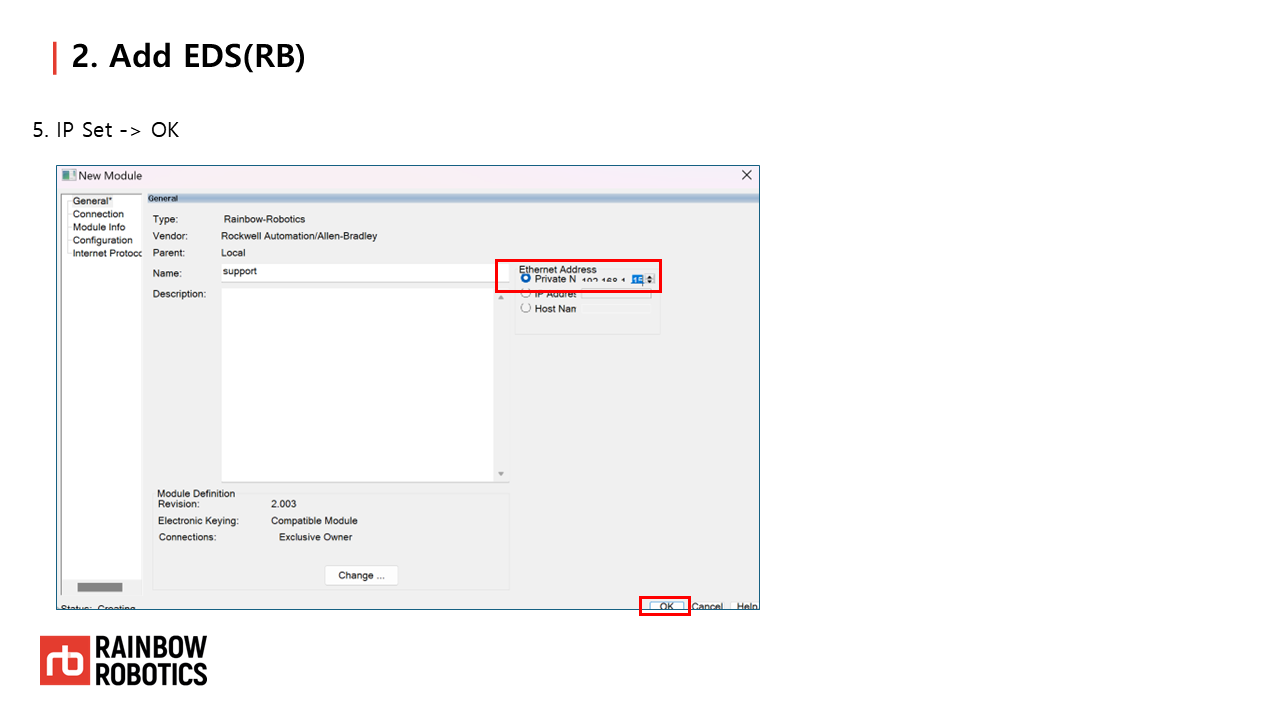 2. Add EDS(RB)
5. IP Set -> OK
New Module
General*
Connection
Module Info
Configuration
Internet Protoc
General
Type: Rainbow-Robotics
Vendor: Rockwell Automation/Allen-Bradley
Parent: Local
Name: support
Description:
Ethernet Address
Private N 192.168.1.
IP Addres
Host Nan
Module Definition
Revision: 2.003
Electronic Keying: Compatible Module
Connections: Exclusive Owner
Change ...
Status: Creating
OK Cancel Help
RAINBOW
ROBOTICS